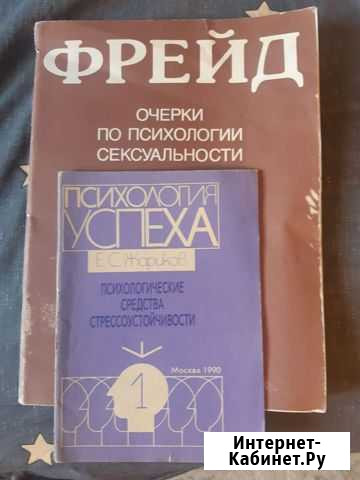 ФРЕЙД
ОЧЕРКИ
ПО ПСИХОЛОГИИ
СЕКСУАЛЬНОСТИ
ПСИХОЛОГИЯ
УСПЕХА
Е.С. Жариков
ПСИХОЛОГИЧЕСКИЕ
СРЕДСТВА
СТРЕССОУСТОЙЧИВОСТИ
Москва 1990
1
Интернет-
Кабинет.Ру